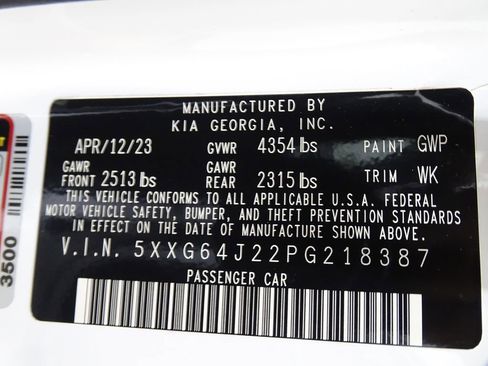 MANUFACTURED BY
KIA GEORGIA, INC.
APR/12/23 GVWR 4354 lbs PAINT GWP
GAWR FRONT 2513 lbs GAWR REAR 2315 lbs TRIM WK
THIS VEHICLE CONFORMS TO ALL APPLICABLE U.S.A. FEDERAL
MOTOR VEHICLE SAFETY, BUMPER, AND THEFT PREVENTION STANDARDS
IN EFFECT ON THE DATE OF MANUFACTURE SHOWN ABOVE
V.I.N. 5XXG64J22PG218387
PASSENGER CAR
3500